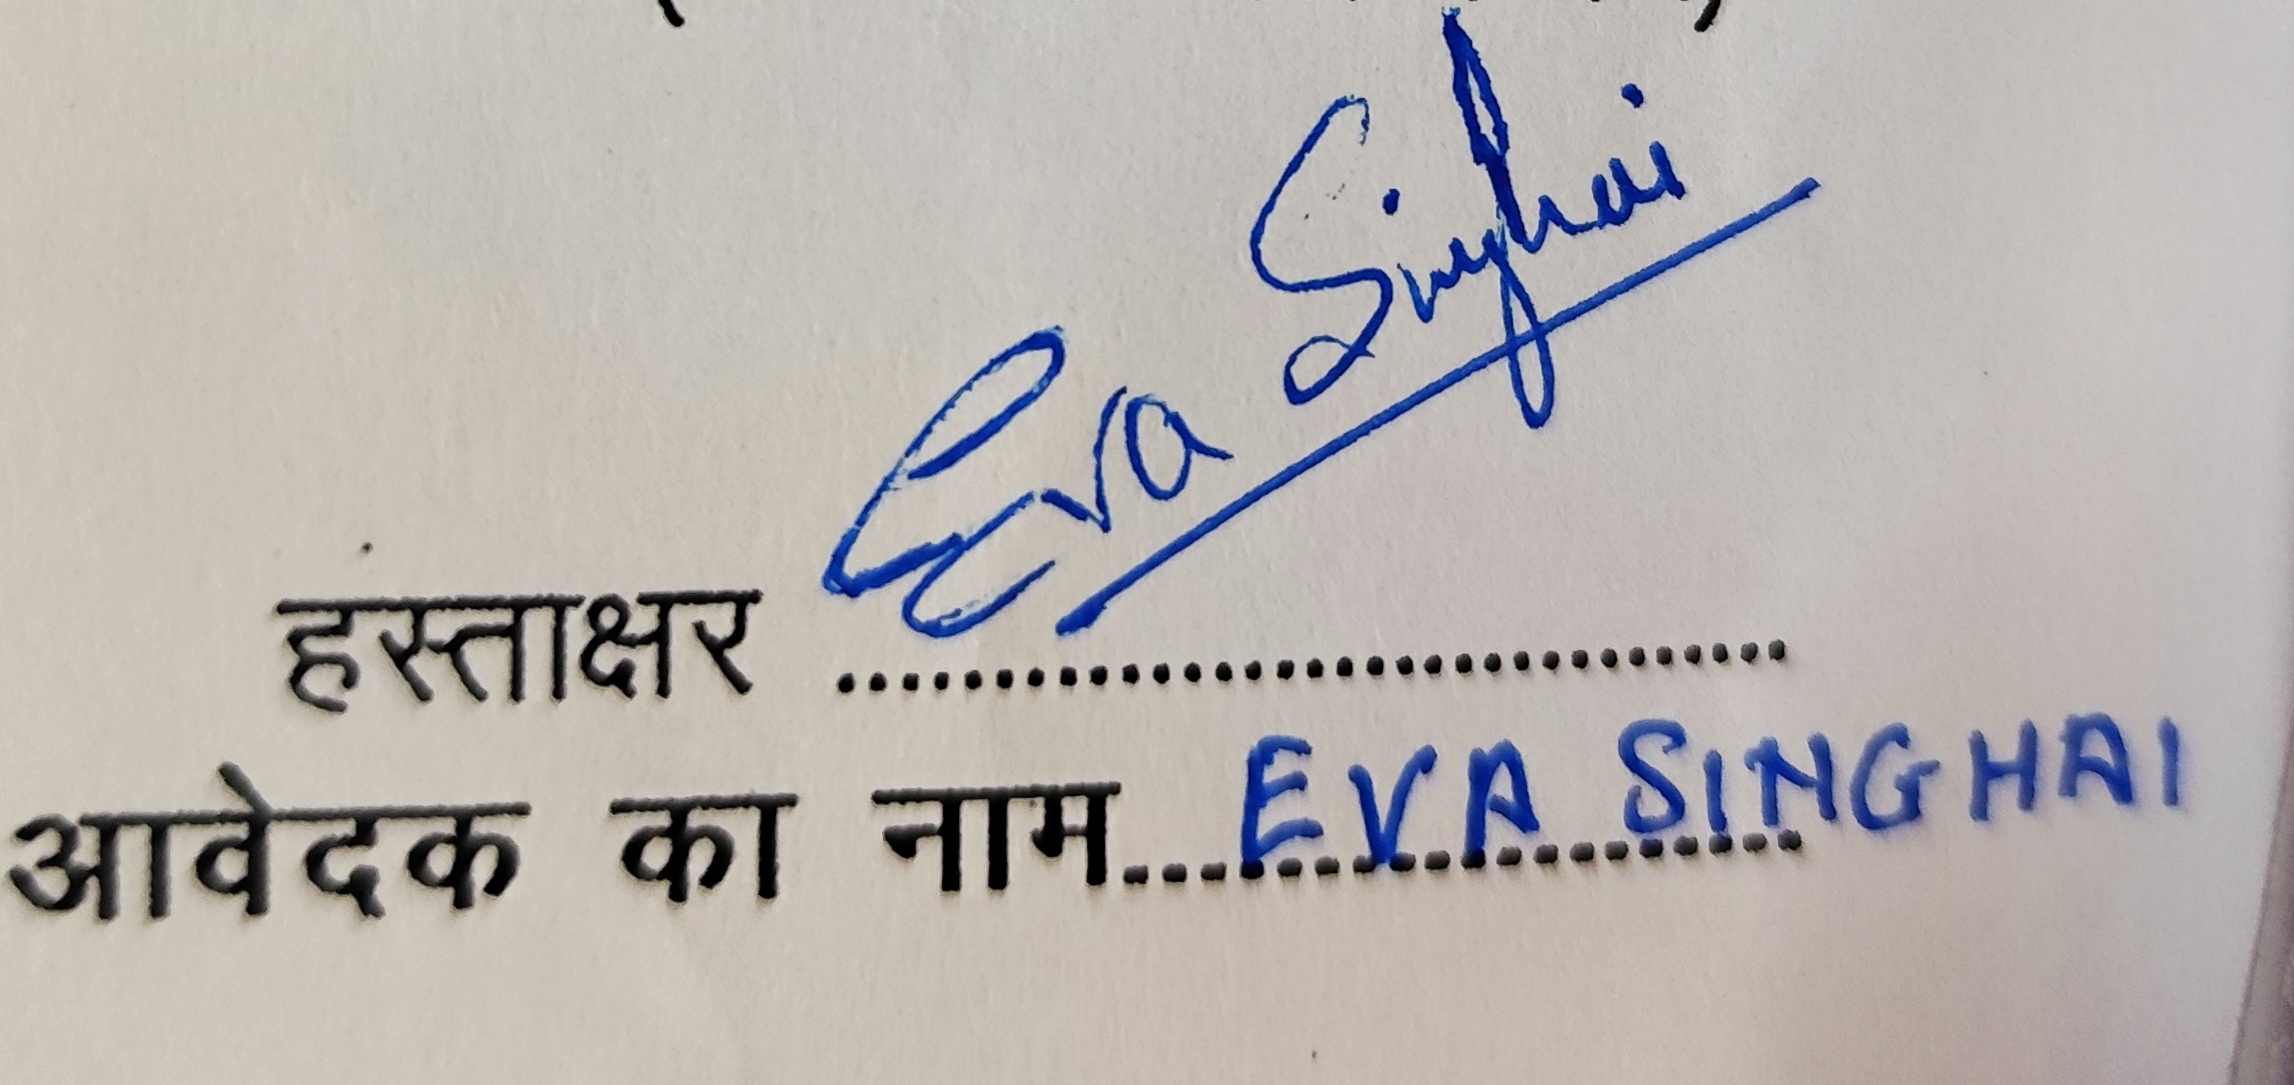 Eva Singhai
हस्ताक्षर ................................
आवेदक का नाम...EVA SINGHAI